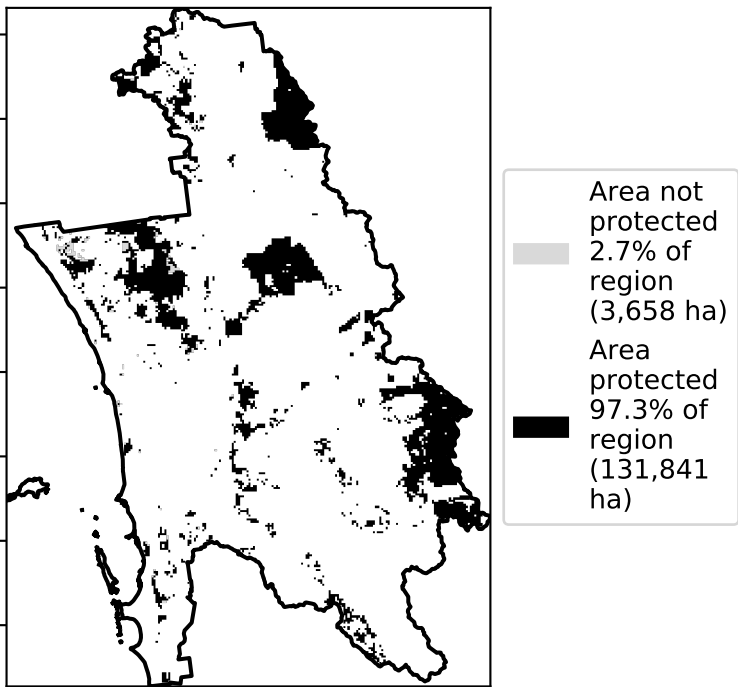 Area not
protected
2.7% of
region
(3,658 ha)
Area
protected
97.3% of
region
(131,841
ha)